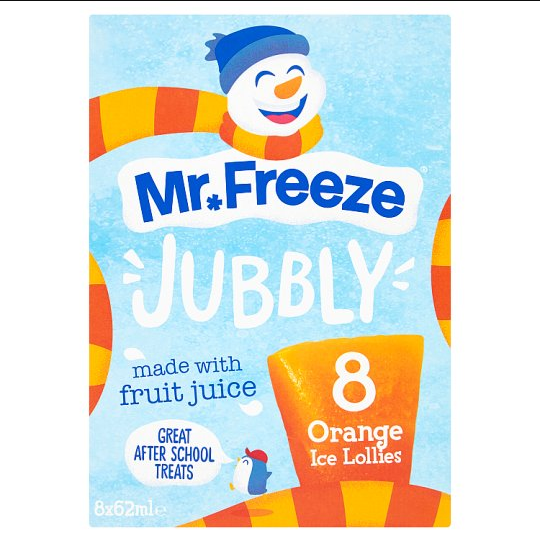 Mr. Freeze
JUBBLY
made with
fruit juice
8
Orange
Ice Lollies
GREAT
AFTER SCHOOL
TREATS
8x62ml℮